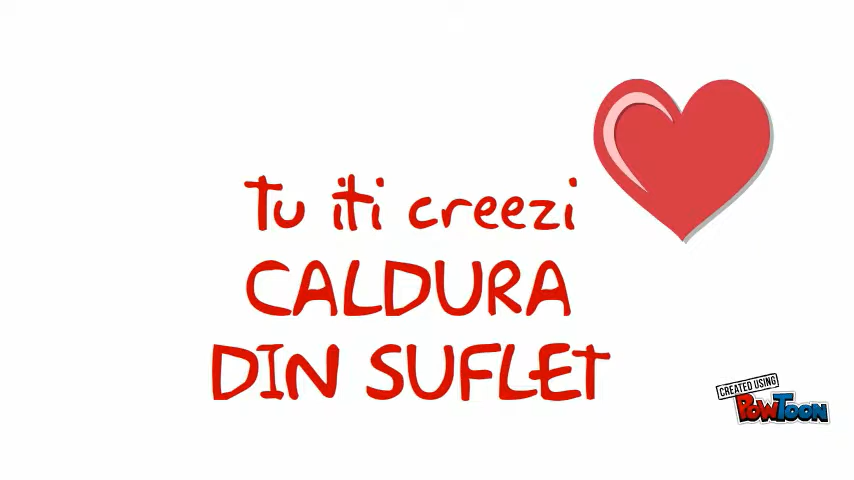 Tu iti creezi
CALDURA
DIN SUFLET
CREATED USING
POWTOON